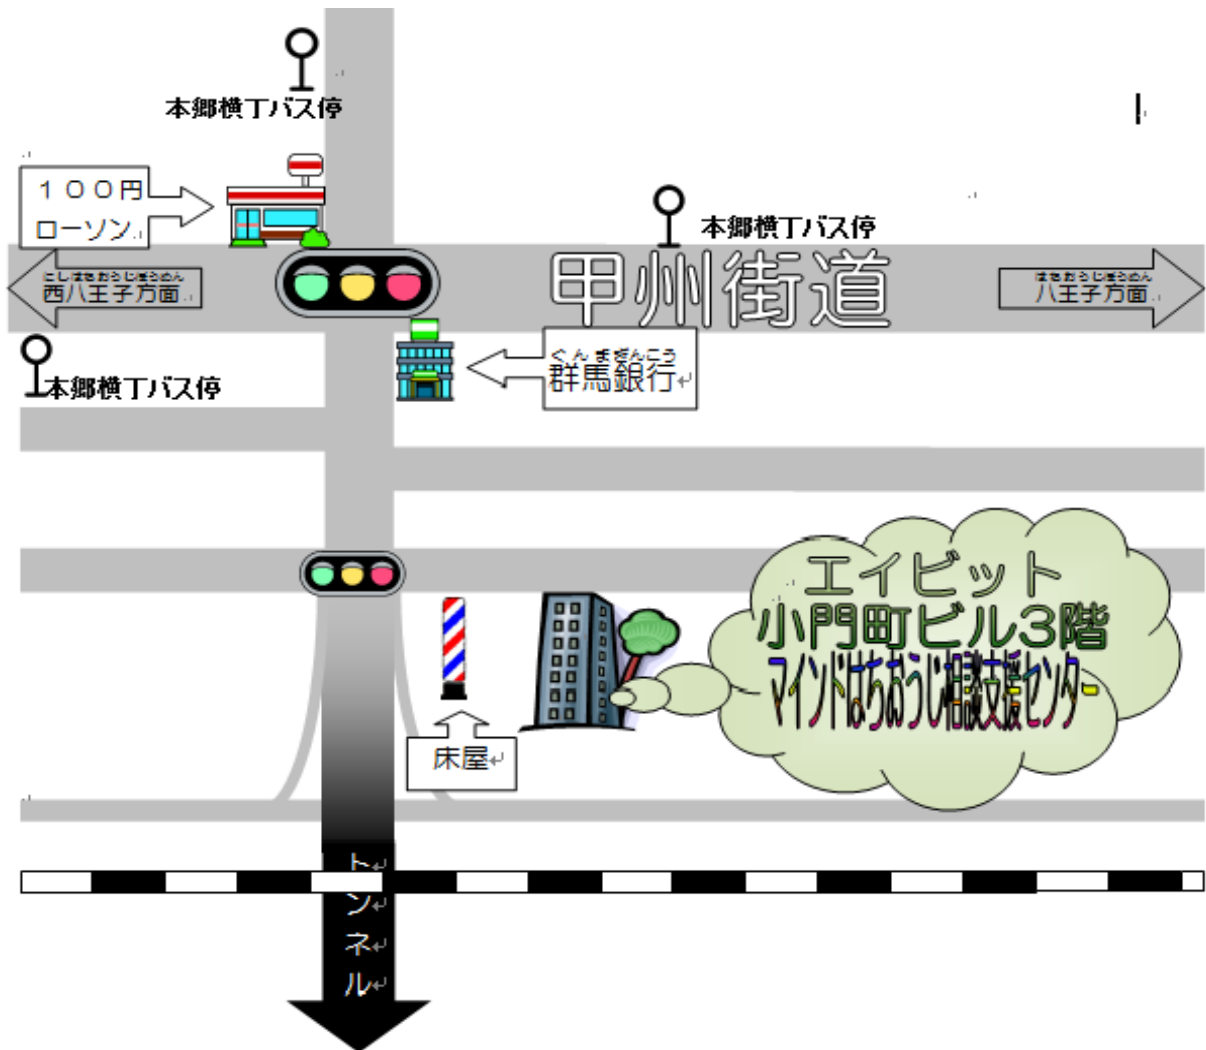 本郷横丁バス停
１００円
ローソン
本郷横丁バス停
にしはちおうじほうめん
西八王子方面
甲州街道
はちおうじほうめん
八王子方面
ぐんまぎんこう
群馬銀行
本郷横丁バス停
エイビット
小門町ビル3階
マインドはちおうじ相談支援センター
床屋
トンネル